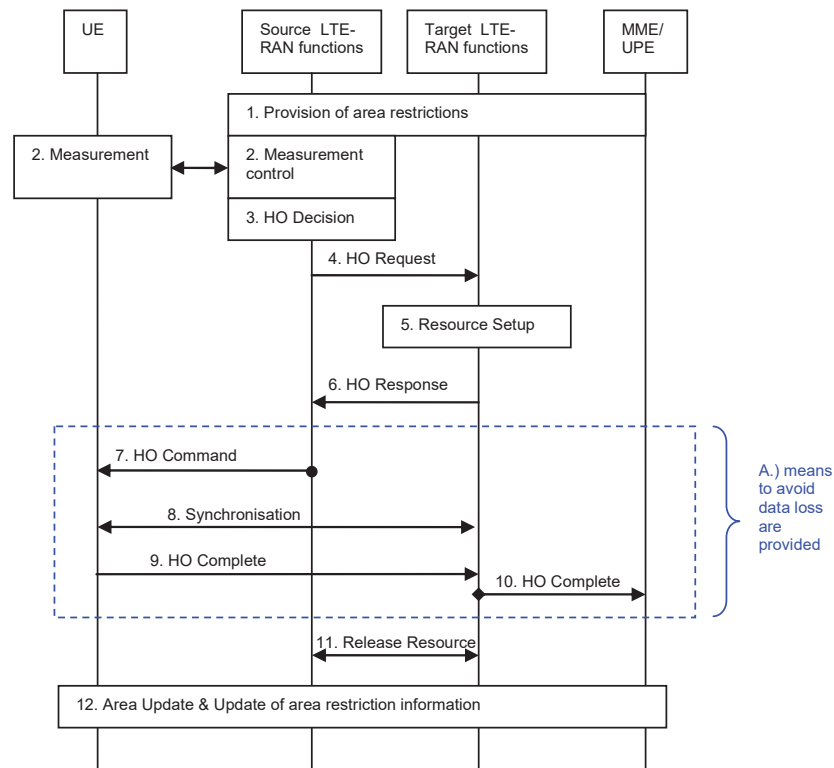 UE
Source LTE-
RAN functions
Target LTE-
RAN functions
MME/
UPE
1. Provision of area restrictions
2. Measurement
2. Measurement
control
3. HO Decision
4. HO Request
5. Resource Setup
6. HO Response
7. HO Command
8. Synchronisation
9. HO Complete
10. HO Complete
A.) means
to avoid
data loss
are
provided
11. Release Resource
12. Area Update & Update of area restriction information